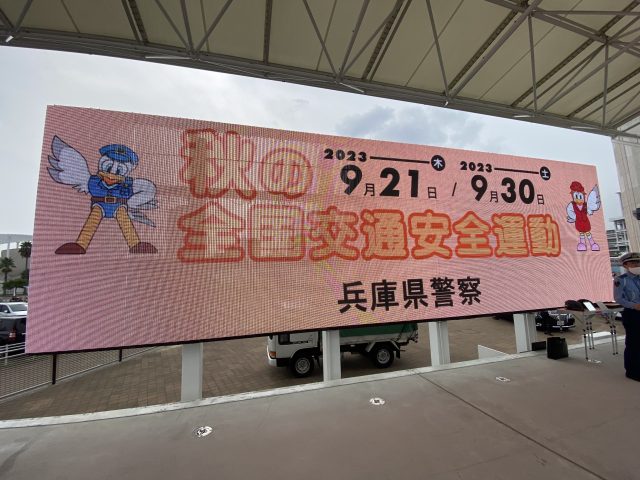 秋の
2023 木 2023 土
9月21日/9月30日
全国交通安全運動
兵庫県警察